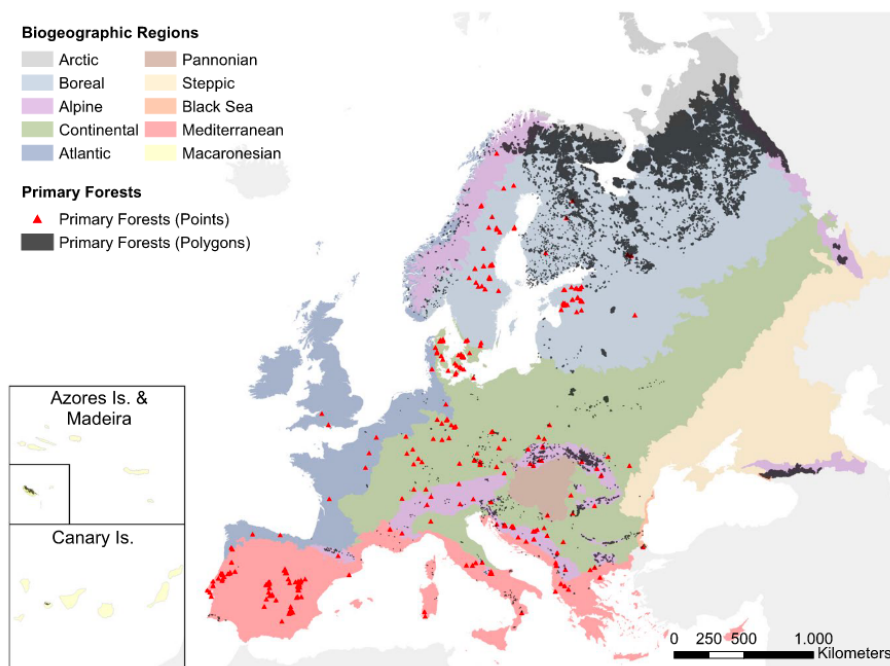 Biogeographic Regions
Arctic
Pannonian
Boreal
Steppic
Alpine
Black Sea
Continental
Mediterranean
Atlantic
Macaronesian
Primary Forests
Primary Forests (Points)
Primary Forests (Polygons)
Azores Is. &
Madeira
Canary Is.
0 250 500 1.000
Kilometers